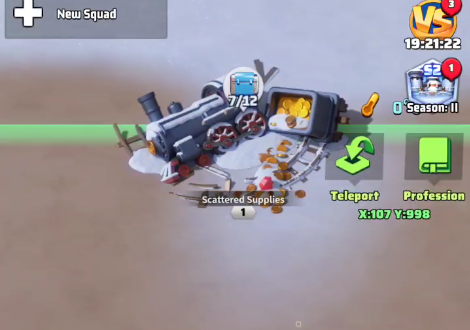 New Squad
3
VS
19:21:22
7/12
S2
1
0°
Season: II
Scattered Supplies
1
Teleport
Profession
X:107 Y:998